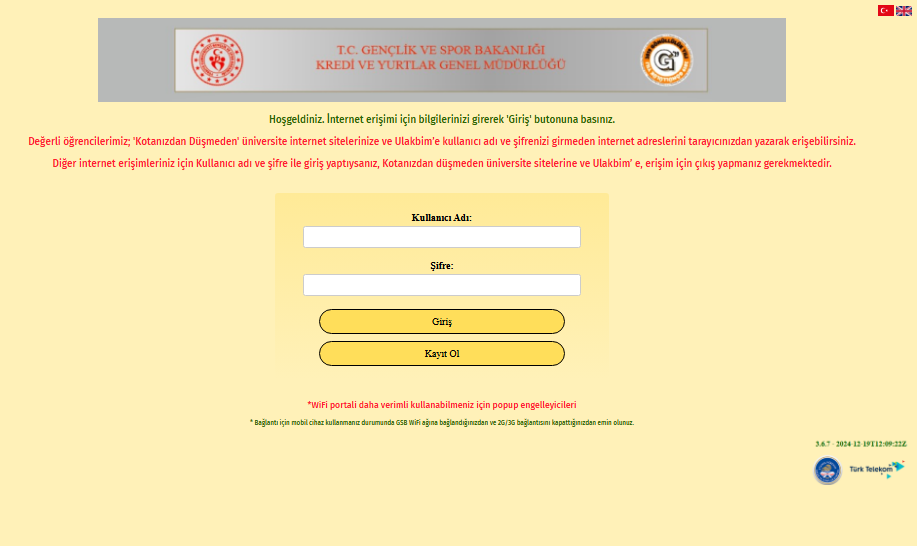 T.C. GENÇLİK VE SPOR BAKANLIĞI
KREDİ VE YURTLAR GENEL MÜDÜRLÜĞÜ
Hoşgeldiniz. İnternet erişimi için bilgilerinizi girerek 'Giriş' butonuna basınız.
Değerli öğrencilerimiz; 'Kotanızdan Düşmeden' üniversite internet sitelerinize ve Ulakbim'e kullanıcı adı ve şifrenizi girmeden internet adreslerini tarayıcınızdan yazarak erişebilirsiniz.
Diğer internet erişimleriniz için Kullanıcı adı ve şifre ile giriş yaptıysanız, Kotanızdan düşmeden üniversite sitelerine ve Ulakbim' e, erişim için çıkış yapmanız gerekmektedir.
Kullanıcı Adı:
Şifre:
Giriş
Kayıt Ol
*WiFi portali daha verimli kullanabilmeniz için popup engelleyicileri
* Bağlantı için mobil cihaz kullanmanız durumunda GSB WiFi ağına bağlandığınızdan ve 2G/3G bağlantısını kapattığınızdan emin olunuz.
3.6.7 - 2024-12-19T12:09:22Z
Türk Telekom